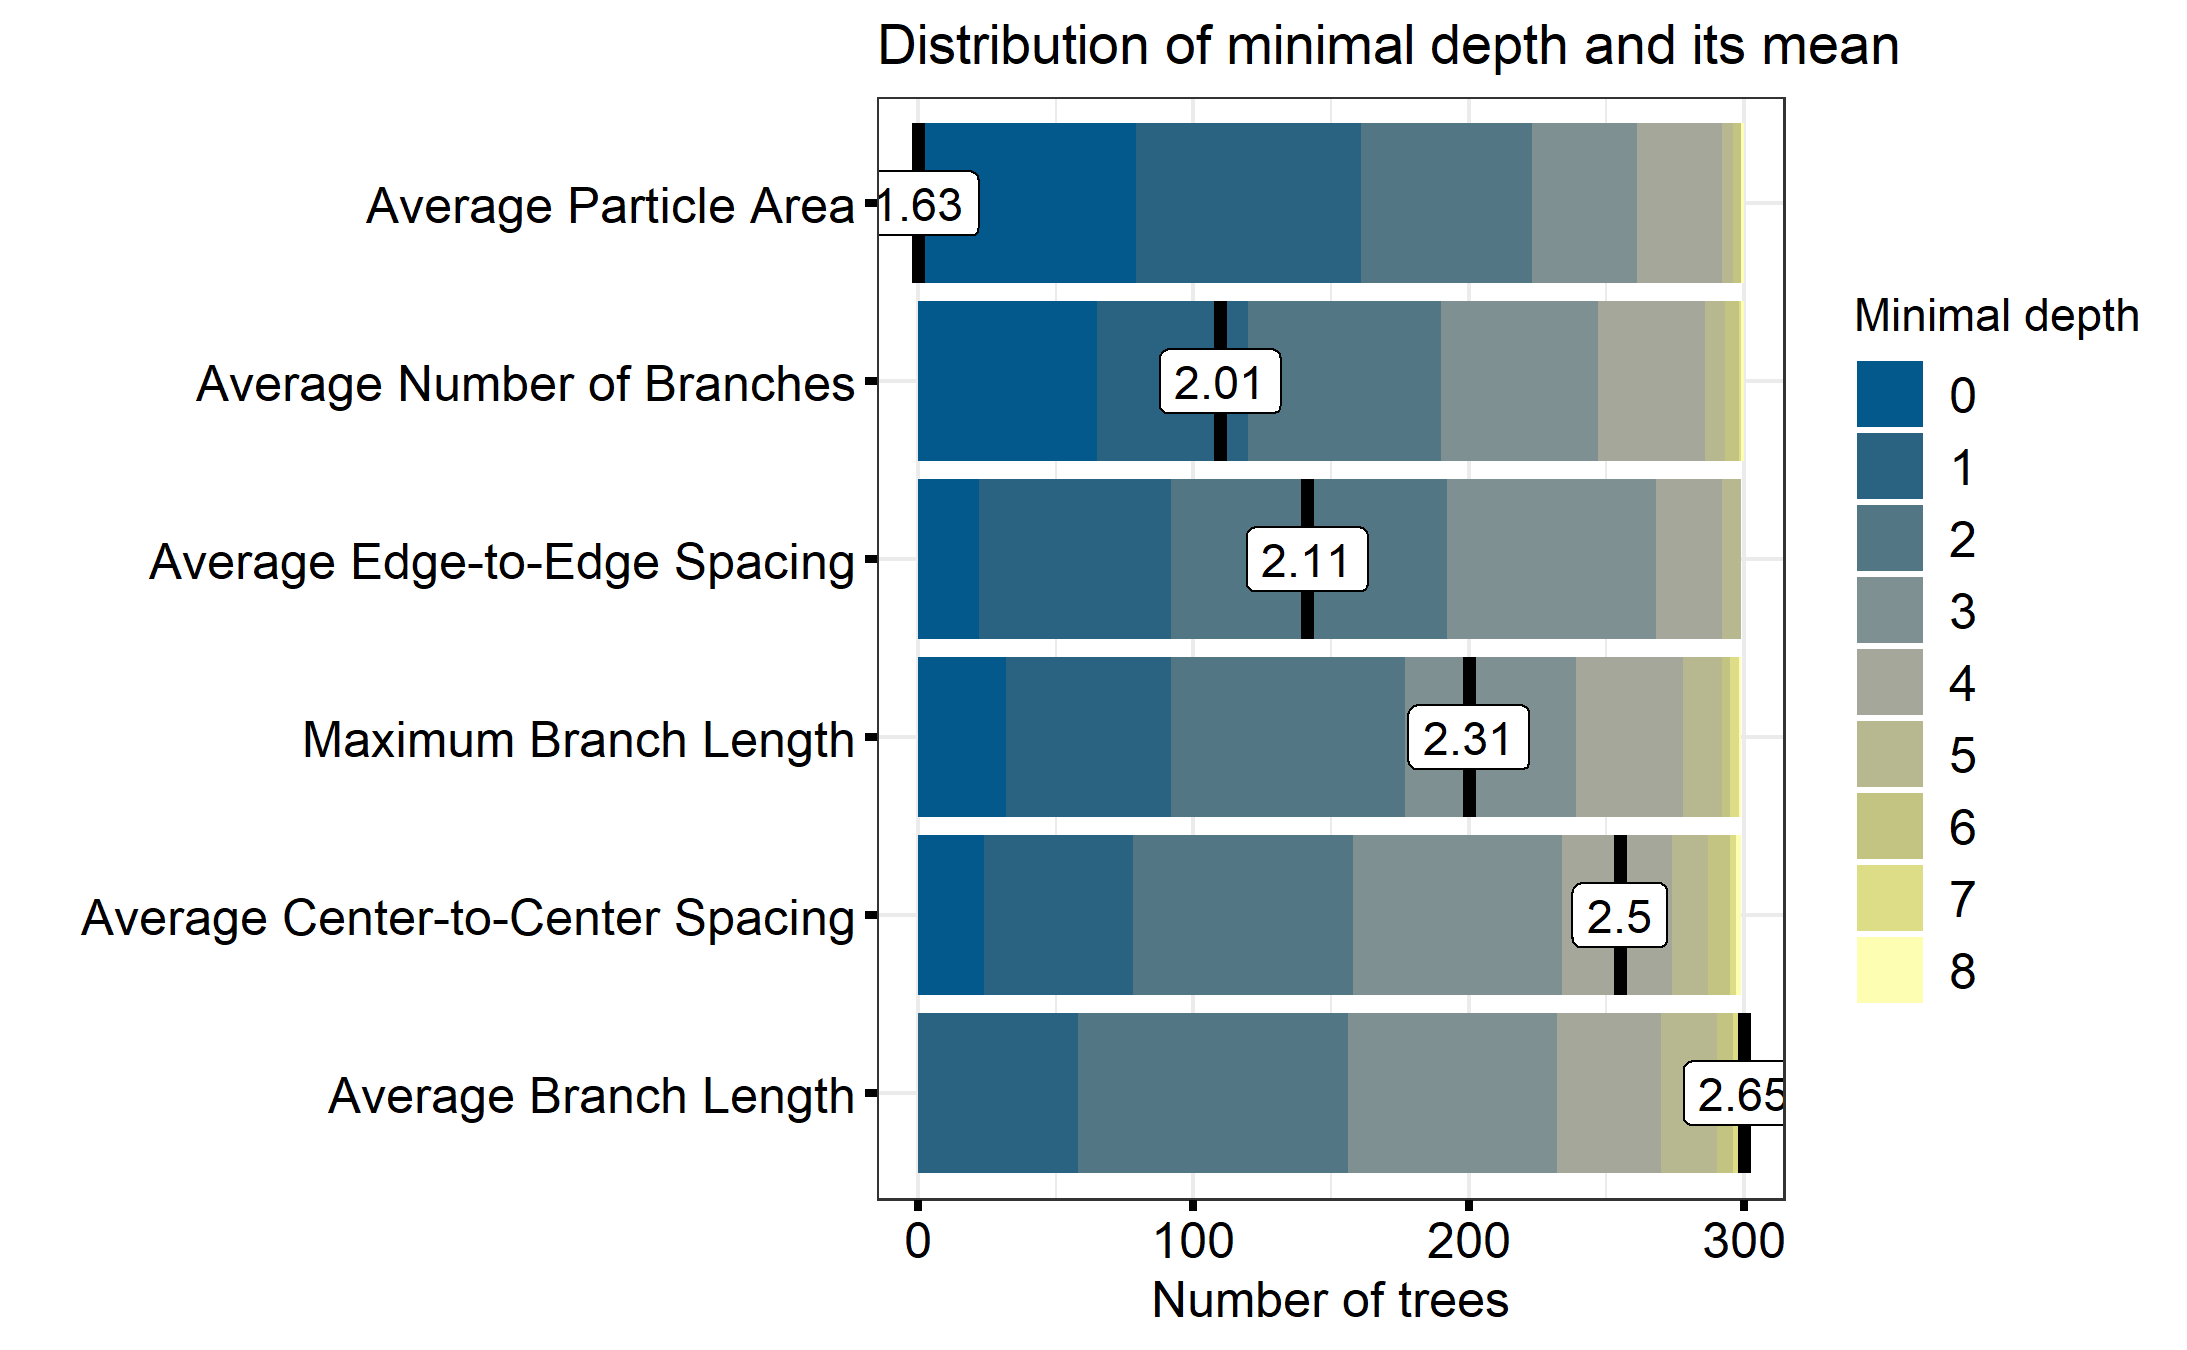 Distribution of minimal depth and its mean
Average Particle Area
1.63
Average Number of Branches
2.01
Average Edge-to-Edge Spacing
2.11
Maximum Branch Length
2.31
Average Center-to-Center Spacing
2.5
Average Branch Length
2.65
0 100 200 300
Number of trees
Minimal depth
0
1
2
3
4
5
6
7
8